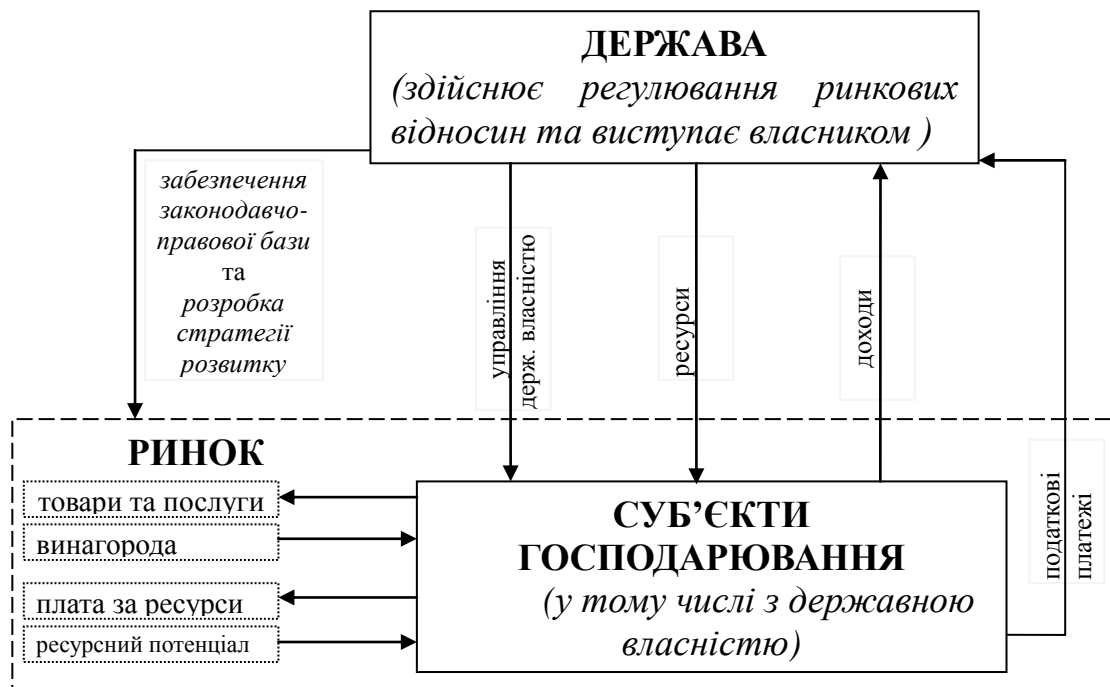 ДЕРЖАВА
(здійснює регулювання ринкових
відносин та виступає власником )
забезпечення
законодавчо-
правової бази
та
розробка
стратегії
розвитку
управління
держ. власністю
ресурси
доходи
податкові
платежі
РИНОК
товари та послуги
винагорода
плата за ресурси
ресурсний потенціал
СУБ’ЄКТИ
ГОСПОДАРЮВАННЯ
(у тому числі з державною
власністю)